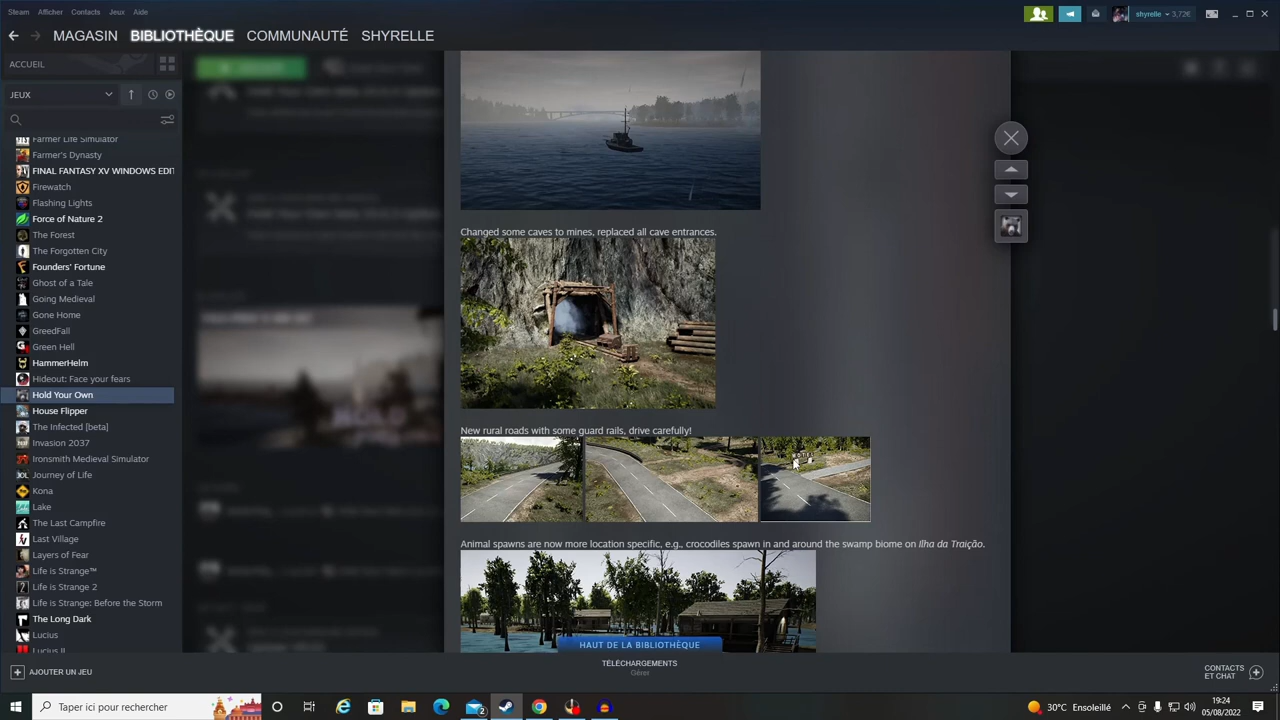 Steam Afficher Contacts Jeux Aide
shyrelle 3,72€
MAGASIN BIBLIOTHÈQUE COMMUNAUTÉ SHYRELLE
ACCUEIL
JEUX
Farmer Life Simulator
Farmer's Dynasty
FINAL FANTASY XV WINDOWS EDIT
Firewatch
Flashing Lights
Force of Nature 2
The Forest
The Forgotten City
Founders' Fortune
Ghost of a Tale
Going Medieval
Gone Home
GreedFall
Green Hell
HammerHelm
Hideout: Face your fears
Hold Your Own
House Flipper
The Infected [beta]
Invasion 2037
Ironsmith Medieval Simulator
Journey of Life
Kona
Lake
The Last Campfire
Last Village
Layers of Fear
Life is Strange™
Life is Strange 2
Life is Strange: Before the Storm
The Long Dark
Lucius
Lucius II
Changed some caves to mines, replaced all cave entrances.
New rural roads with some guard rails, drive carefully!
MOTEL
Animal spawns are now more location specific, e.g., crocodiles spawn in and around the swamp biome on Ilha da Traição.
HAUT DE LA BIBLIOTHÈQUE
AJOUTER UN JEU
TÉLÉCHARGEMENTS
Gérer
CONTACTS
ET CHAT
Taper ici pour rechercher
2
30°C Ensoleillé
19:24
05/08/2022